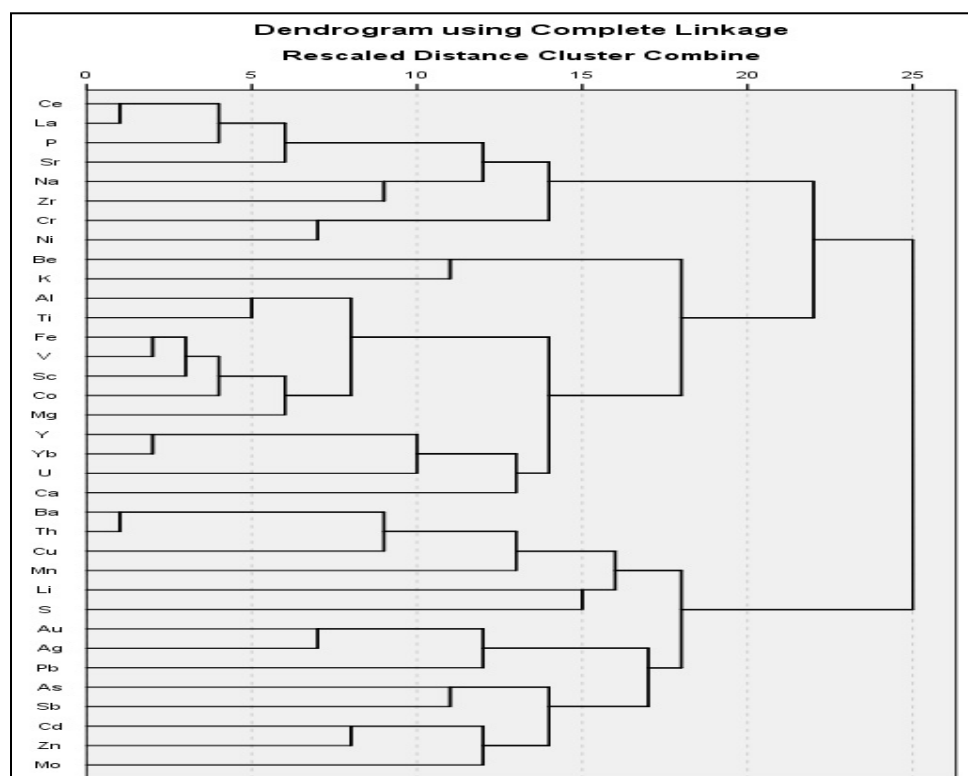 Dendrogram using Complete Linkage
Rescaled Distance Cluster Combine
0 5 10 15 20 25
Ce
La
P
Sr
Na
Zr
Cr
Ni
Be
K
Al
Ti
Fe
V
Sc
Co
Mg
Y
Yb
U
Ca
Ba
Th
Cu
Mn
Li
S
Au
Ag
Pb
As
Sb
Cd
Zn
Mo